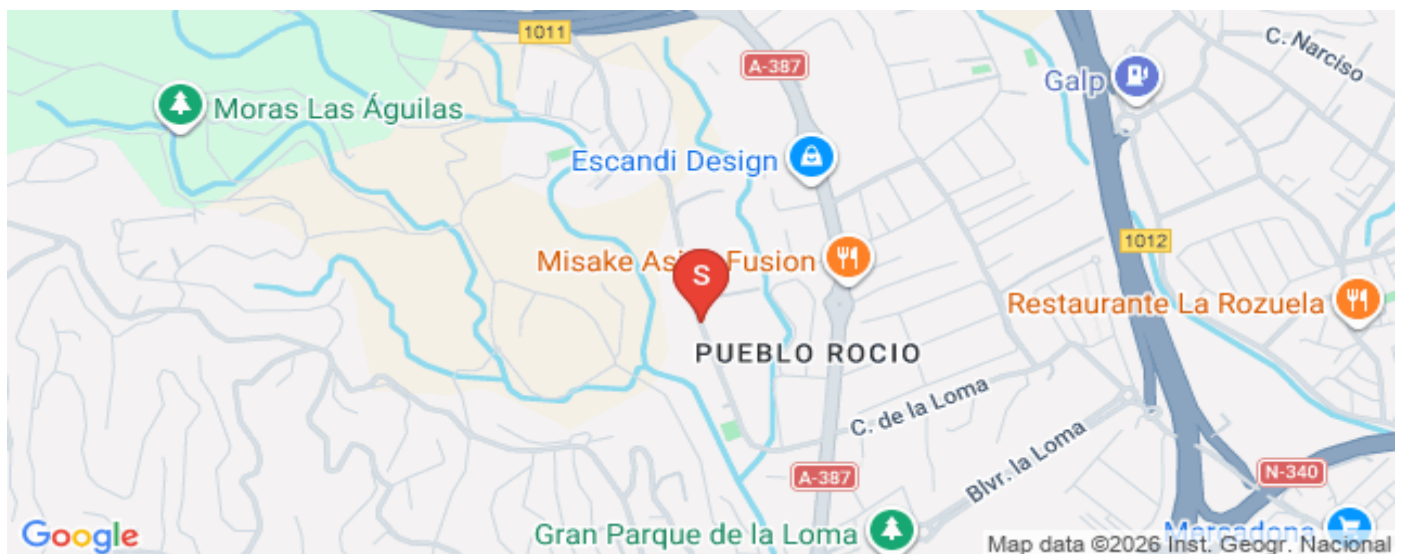 1011
A-387
C. Narciso
Galp
Moras Las Águilas
Escandi Design
1012
Misake Asian Fusion
S
Restaurante La Rozuela
PUEBLO ROCIO
C. de la Loma
Blvr. la Loma
A-387
N-340
Gran Parque de la Loma
Mercadona
Google
Map data ©2026 Inst. Geogr. Nacional